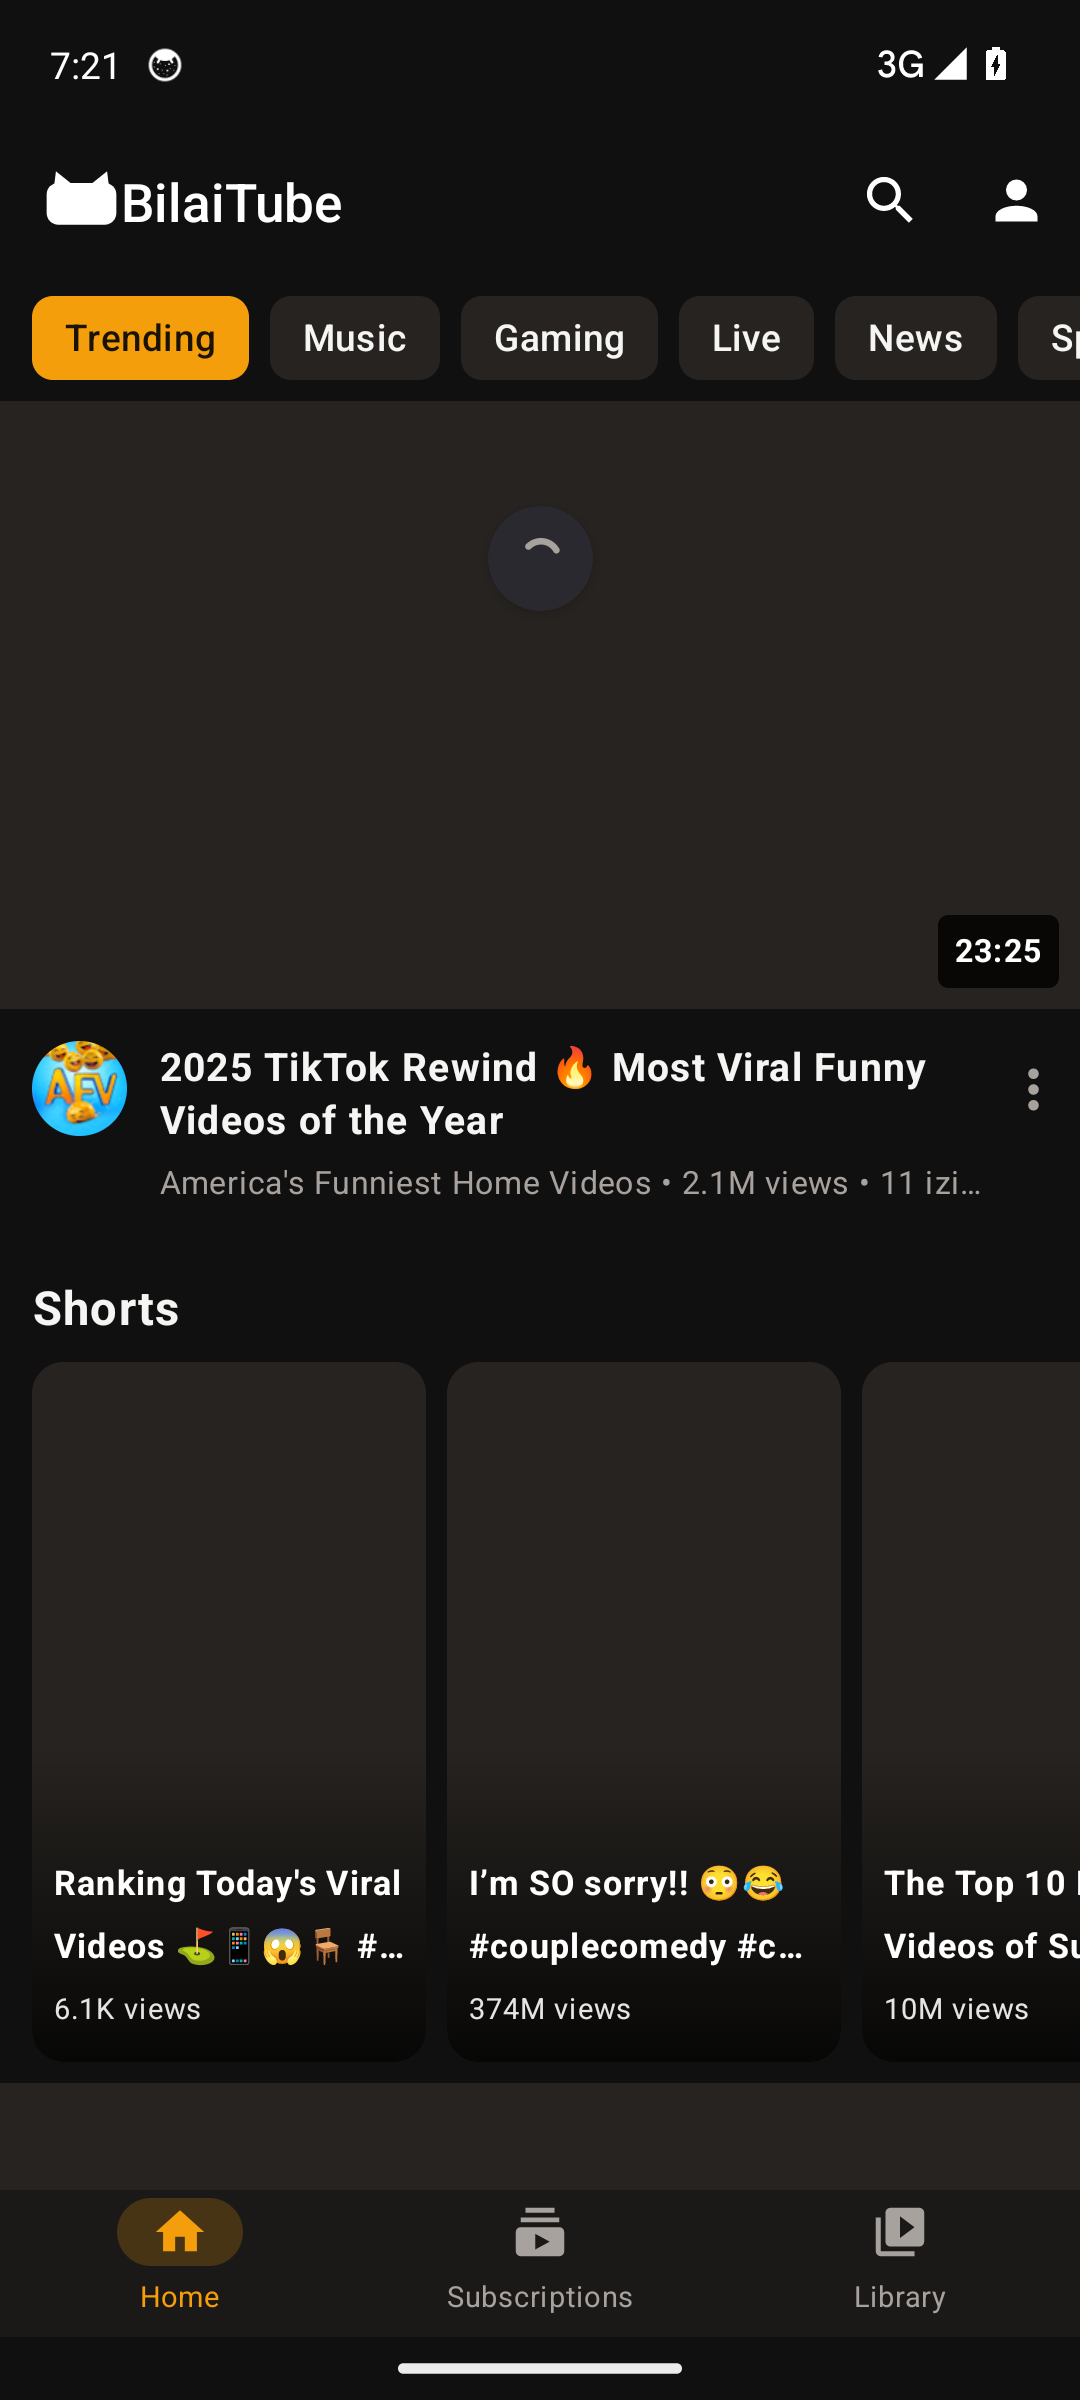 7:21
3G
BilaiTube
Trending Music Gaming Live News Sp
23:25
AFV
2025 TikTok Rewind 🔥 Most Viral Funny
Videos of the Year
America's Funniest Home Videos • 2.1M views • 11 izi...
Shorts
Ranking Today's Viral
Videos ⛳📱😱🪑 #...
6.1K views
I'm SO sorry!! 😳😂
#couplecomedy #c...
374M views
The Top 10
Videos of Su
10M views
Home Subscriptions Library